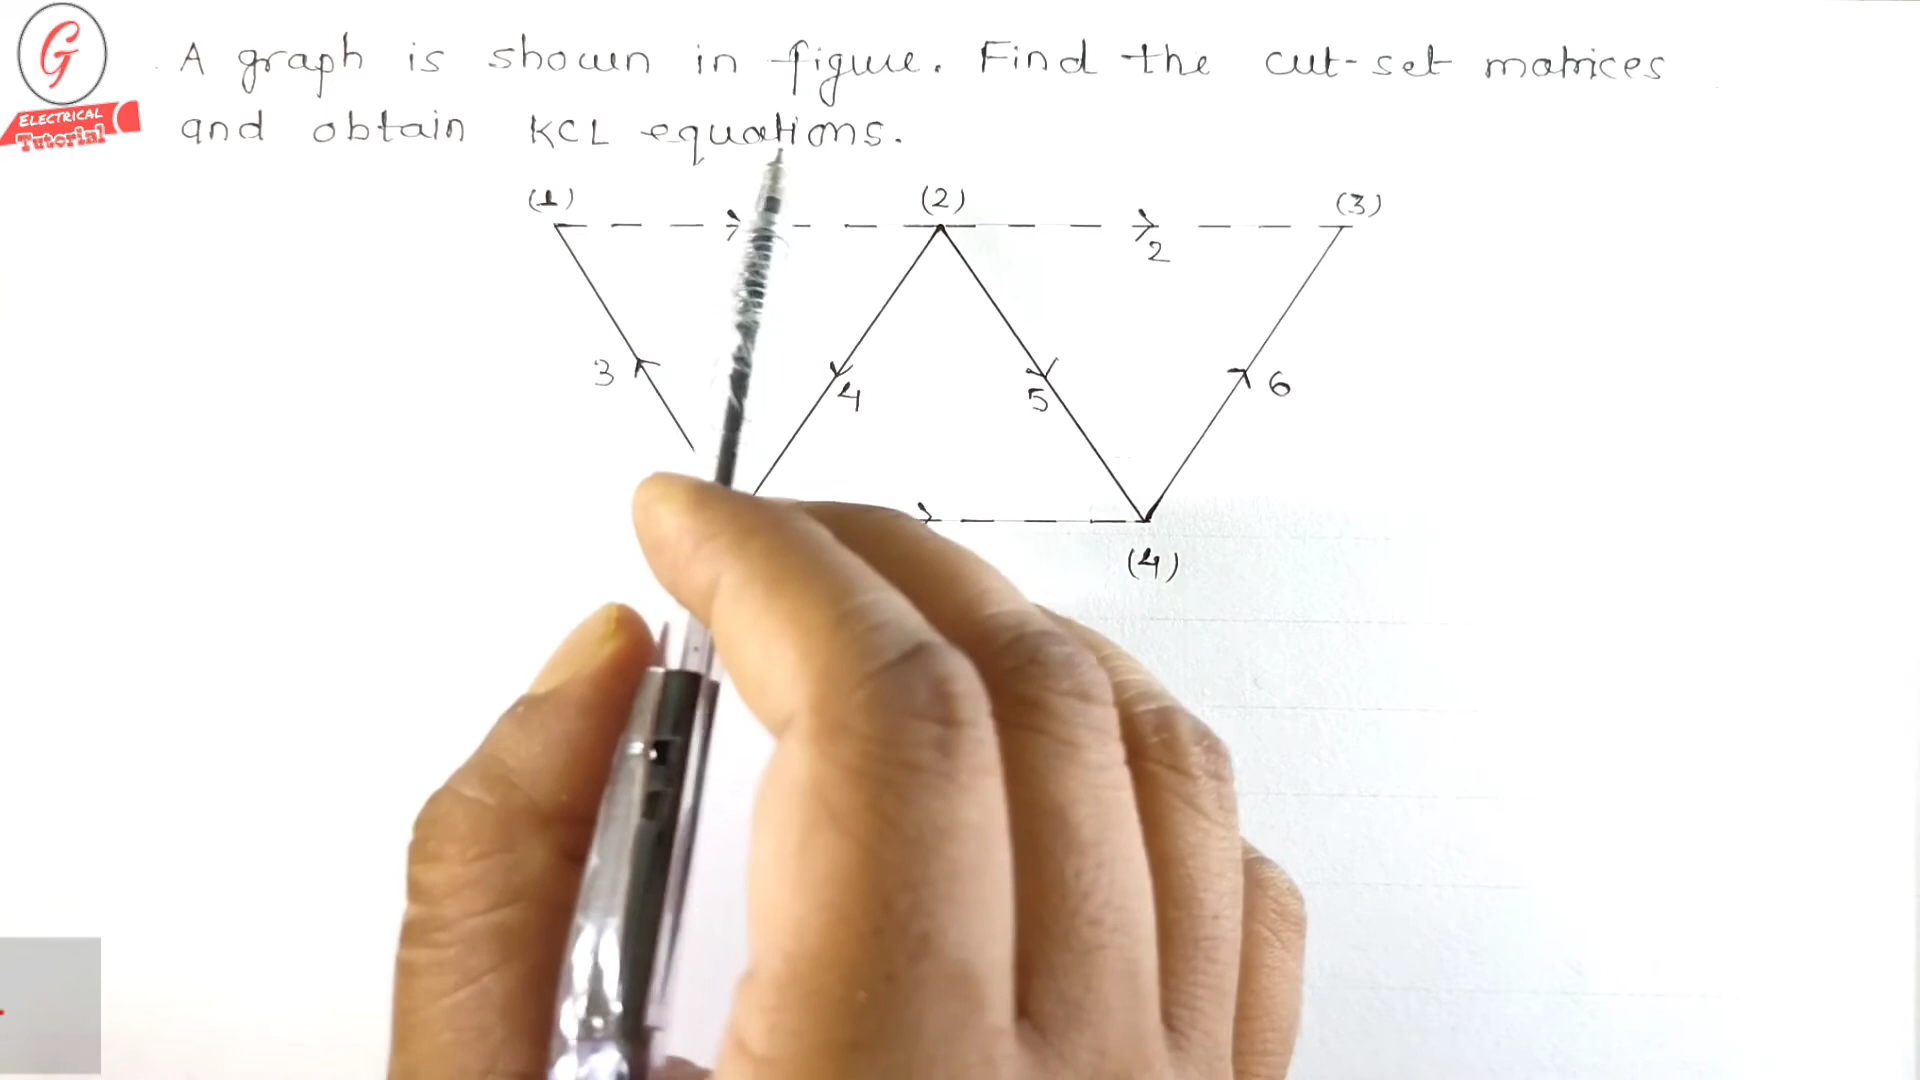 G
ELECTRICAL
Tutorial
A graph is shown in figure. Find the cut-set matrices
and obtain KCL equations.
(1)
(2)
(3)
2
3
4
5
6
(4)